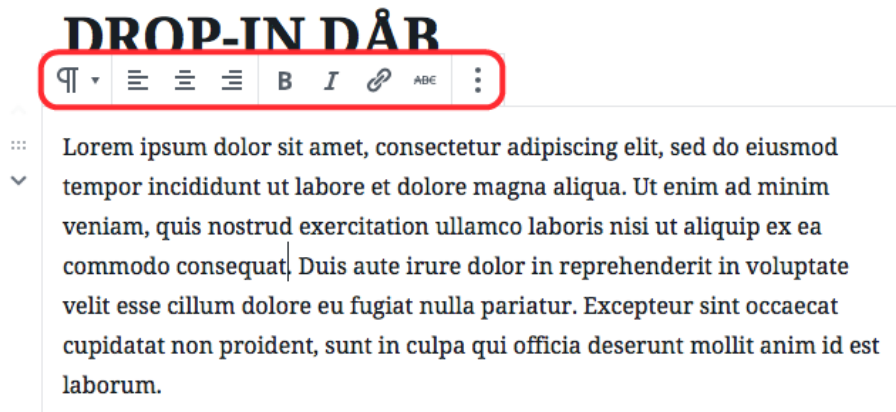 DROP-IN DÅB
¶ B I ABC
Lorem ipsum dolor sit amet, consectetur adipiscing elit, sed do eiusmod
tempor incididunt ut labore et dolore magna aliqua. Ut enim ad minim
veniam, quis nostrud exercitation ullamco laboris nisi ut aliquip ex ea
commodo consequat. Duis aute irure dolor in reprehenderit in voluptate
velit esse cillum dolore eu fugiat nulla pariatur. Excepteur sint occaecat
cupidatat non proident, sunt in culpa qui officia deserunt mollit anim id est
laborum.